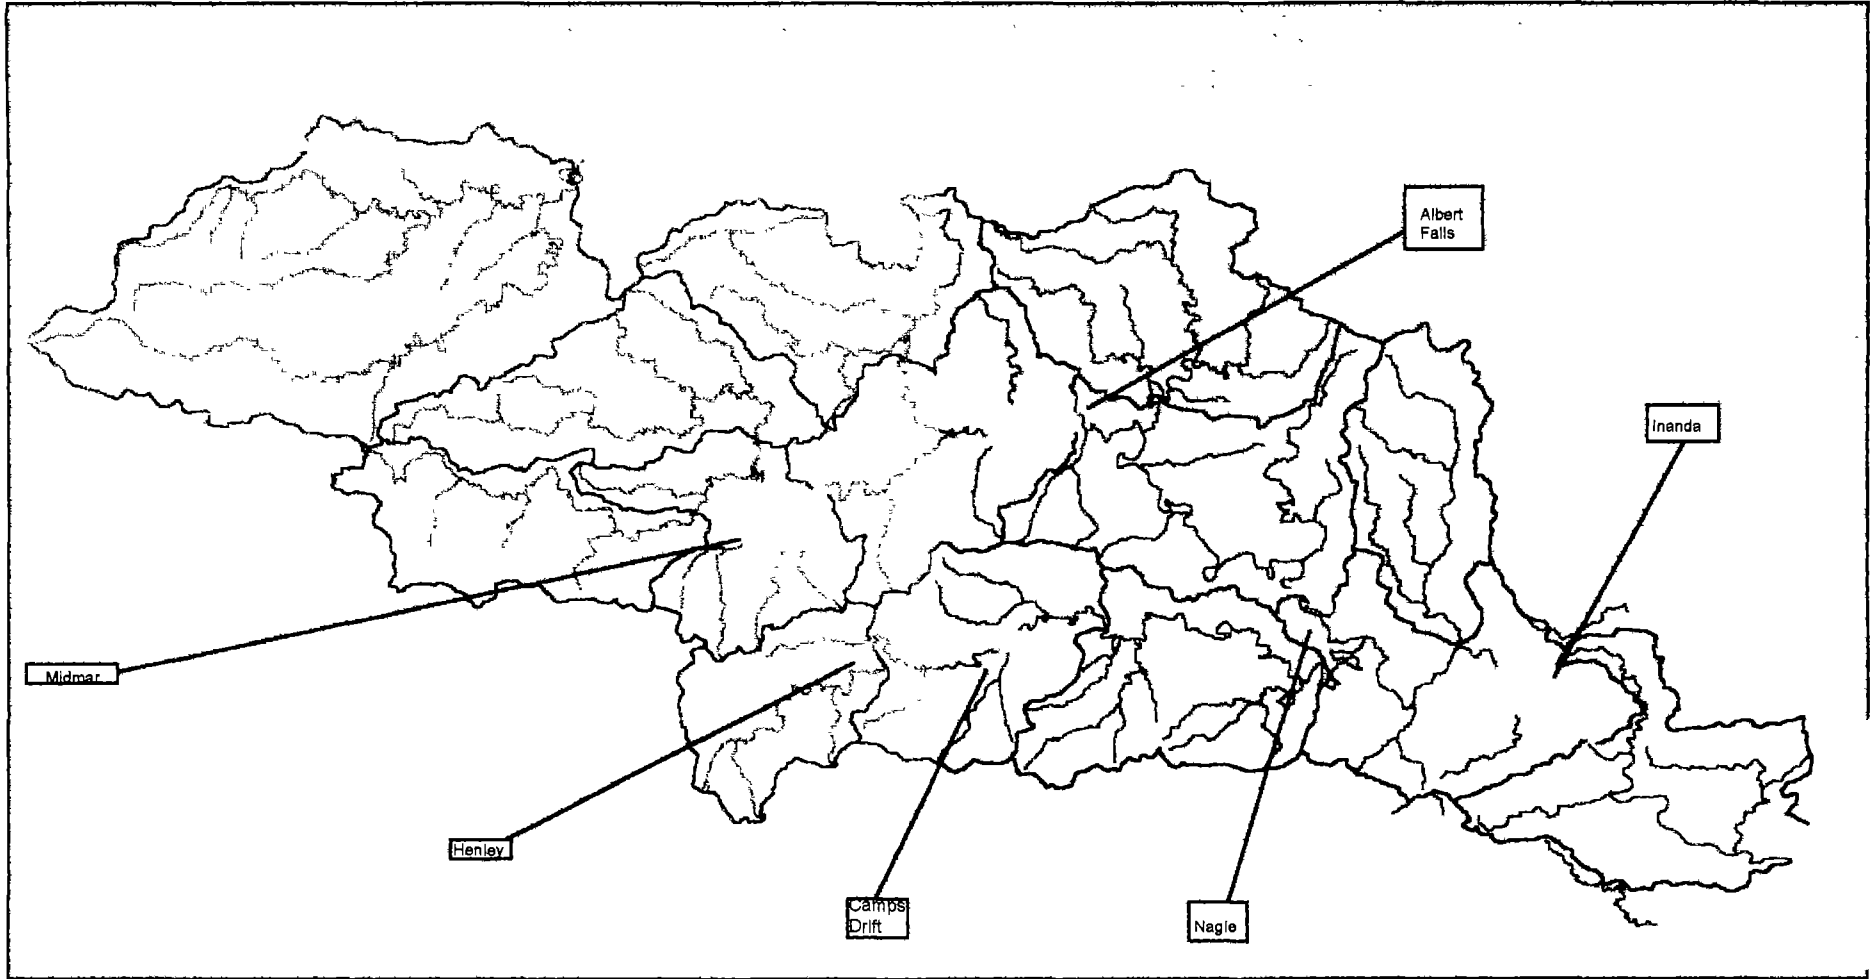 Albert
Falls
Inanda
Midmar
Henley
Camps
Drift
Nagle